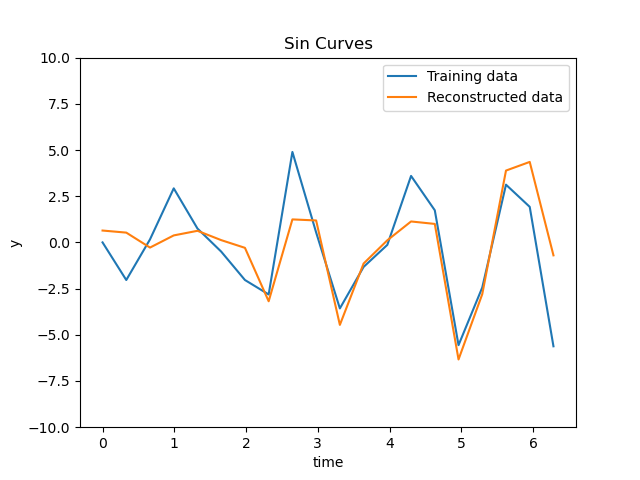 Sin Curves
Training data
Reconstructed data
10.0
7.5
5.0
2.5
0.0
−2.5
−5.0
−7.5
−10.0
y
0 1 2 3 4 5 6
time